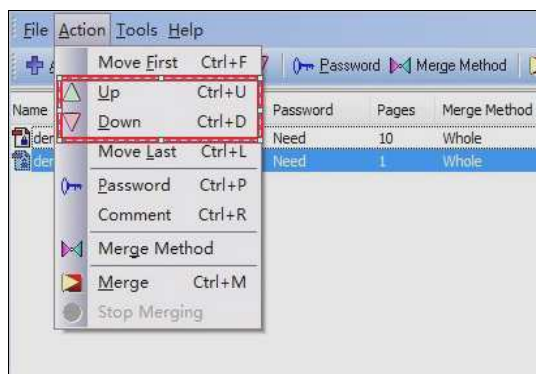 File Action Tools Help
Move First Ctrl+F
Password Merge Method
Up Ctrl+U
Name Password Pages Merge Method
Down Ctrl+D
der Need 10 Whole
Move Last Ctrl+L
der Need 1 Whole
Password Ctrl+P
Comment Ctrl+R
Merge Method
Merge Ctrl+M
Stop Merging